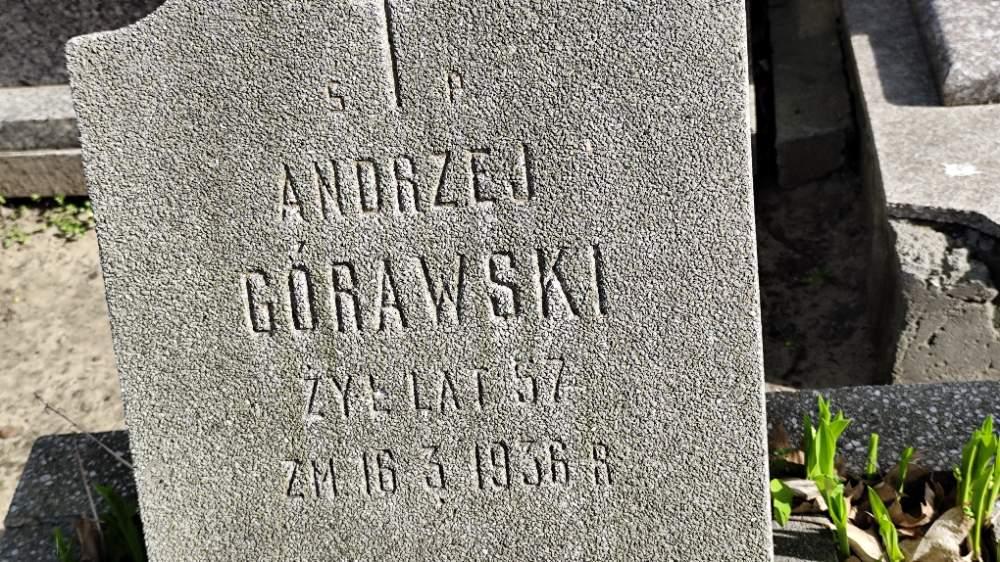 Ś P
ANDRZEJ
GÓRAWSKI
ŻYŁ LAT 57
ZM 16 3 1936 R